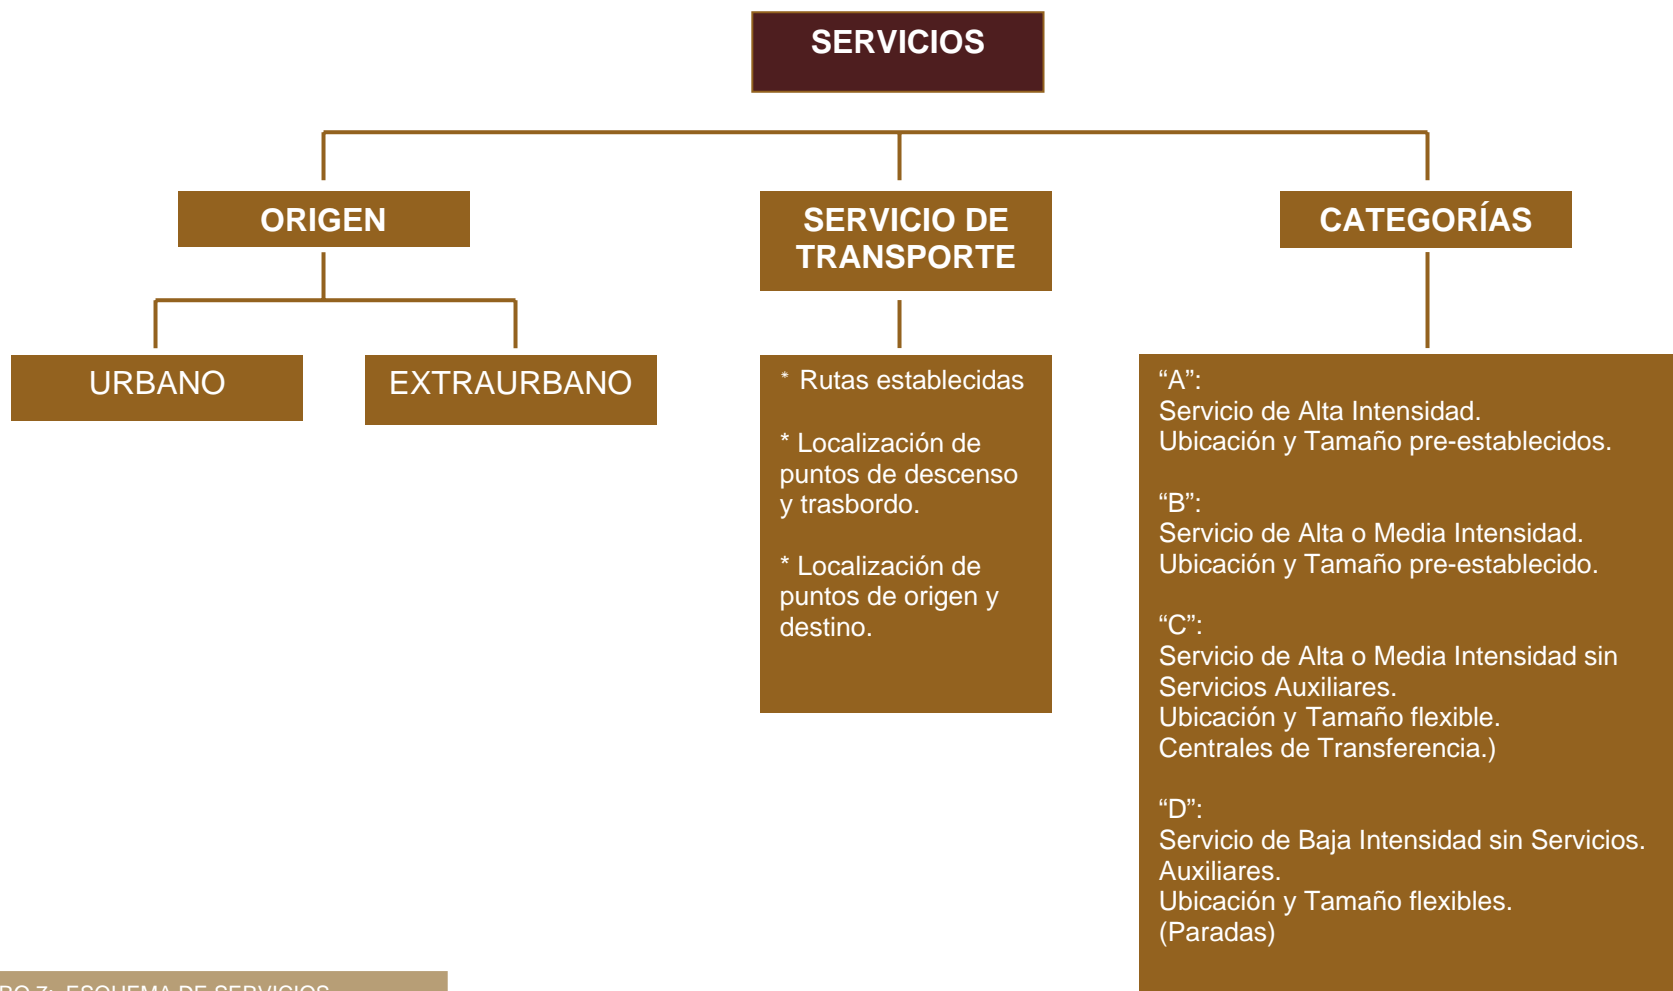 SERVICIOS
ORIGEN
URBANO
EXTRAURBANO
SERVICIO DE
TRANSPORTE
* Rutas establecidas
* Localización de
puntos de descenso
y trasbordo.
* Localización de
puntos de origen y
destino.
CATEGORÍAS
“A”:
Servicio de Alta Intensidad.
Ubicación y Tamaño pre-establecidos.
“B”:
Servicio de Alta o Media Intensidad.
Ubicación y Tamaño pre-establecido.
“C”:
Servicio de Alta o Media Intensidad sin
Servicios Auxiliares.
Ubicación y Tamaño flexible.
Centrales de Transferencia.)
“D”:
Servicio de Baja Intensidad sin Servicios.
Auxiliares.
Ubicación y Tamaño flexibles.
(Paradas)
ESQUEMA DE SERVICIOS